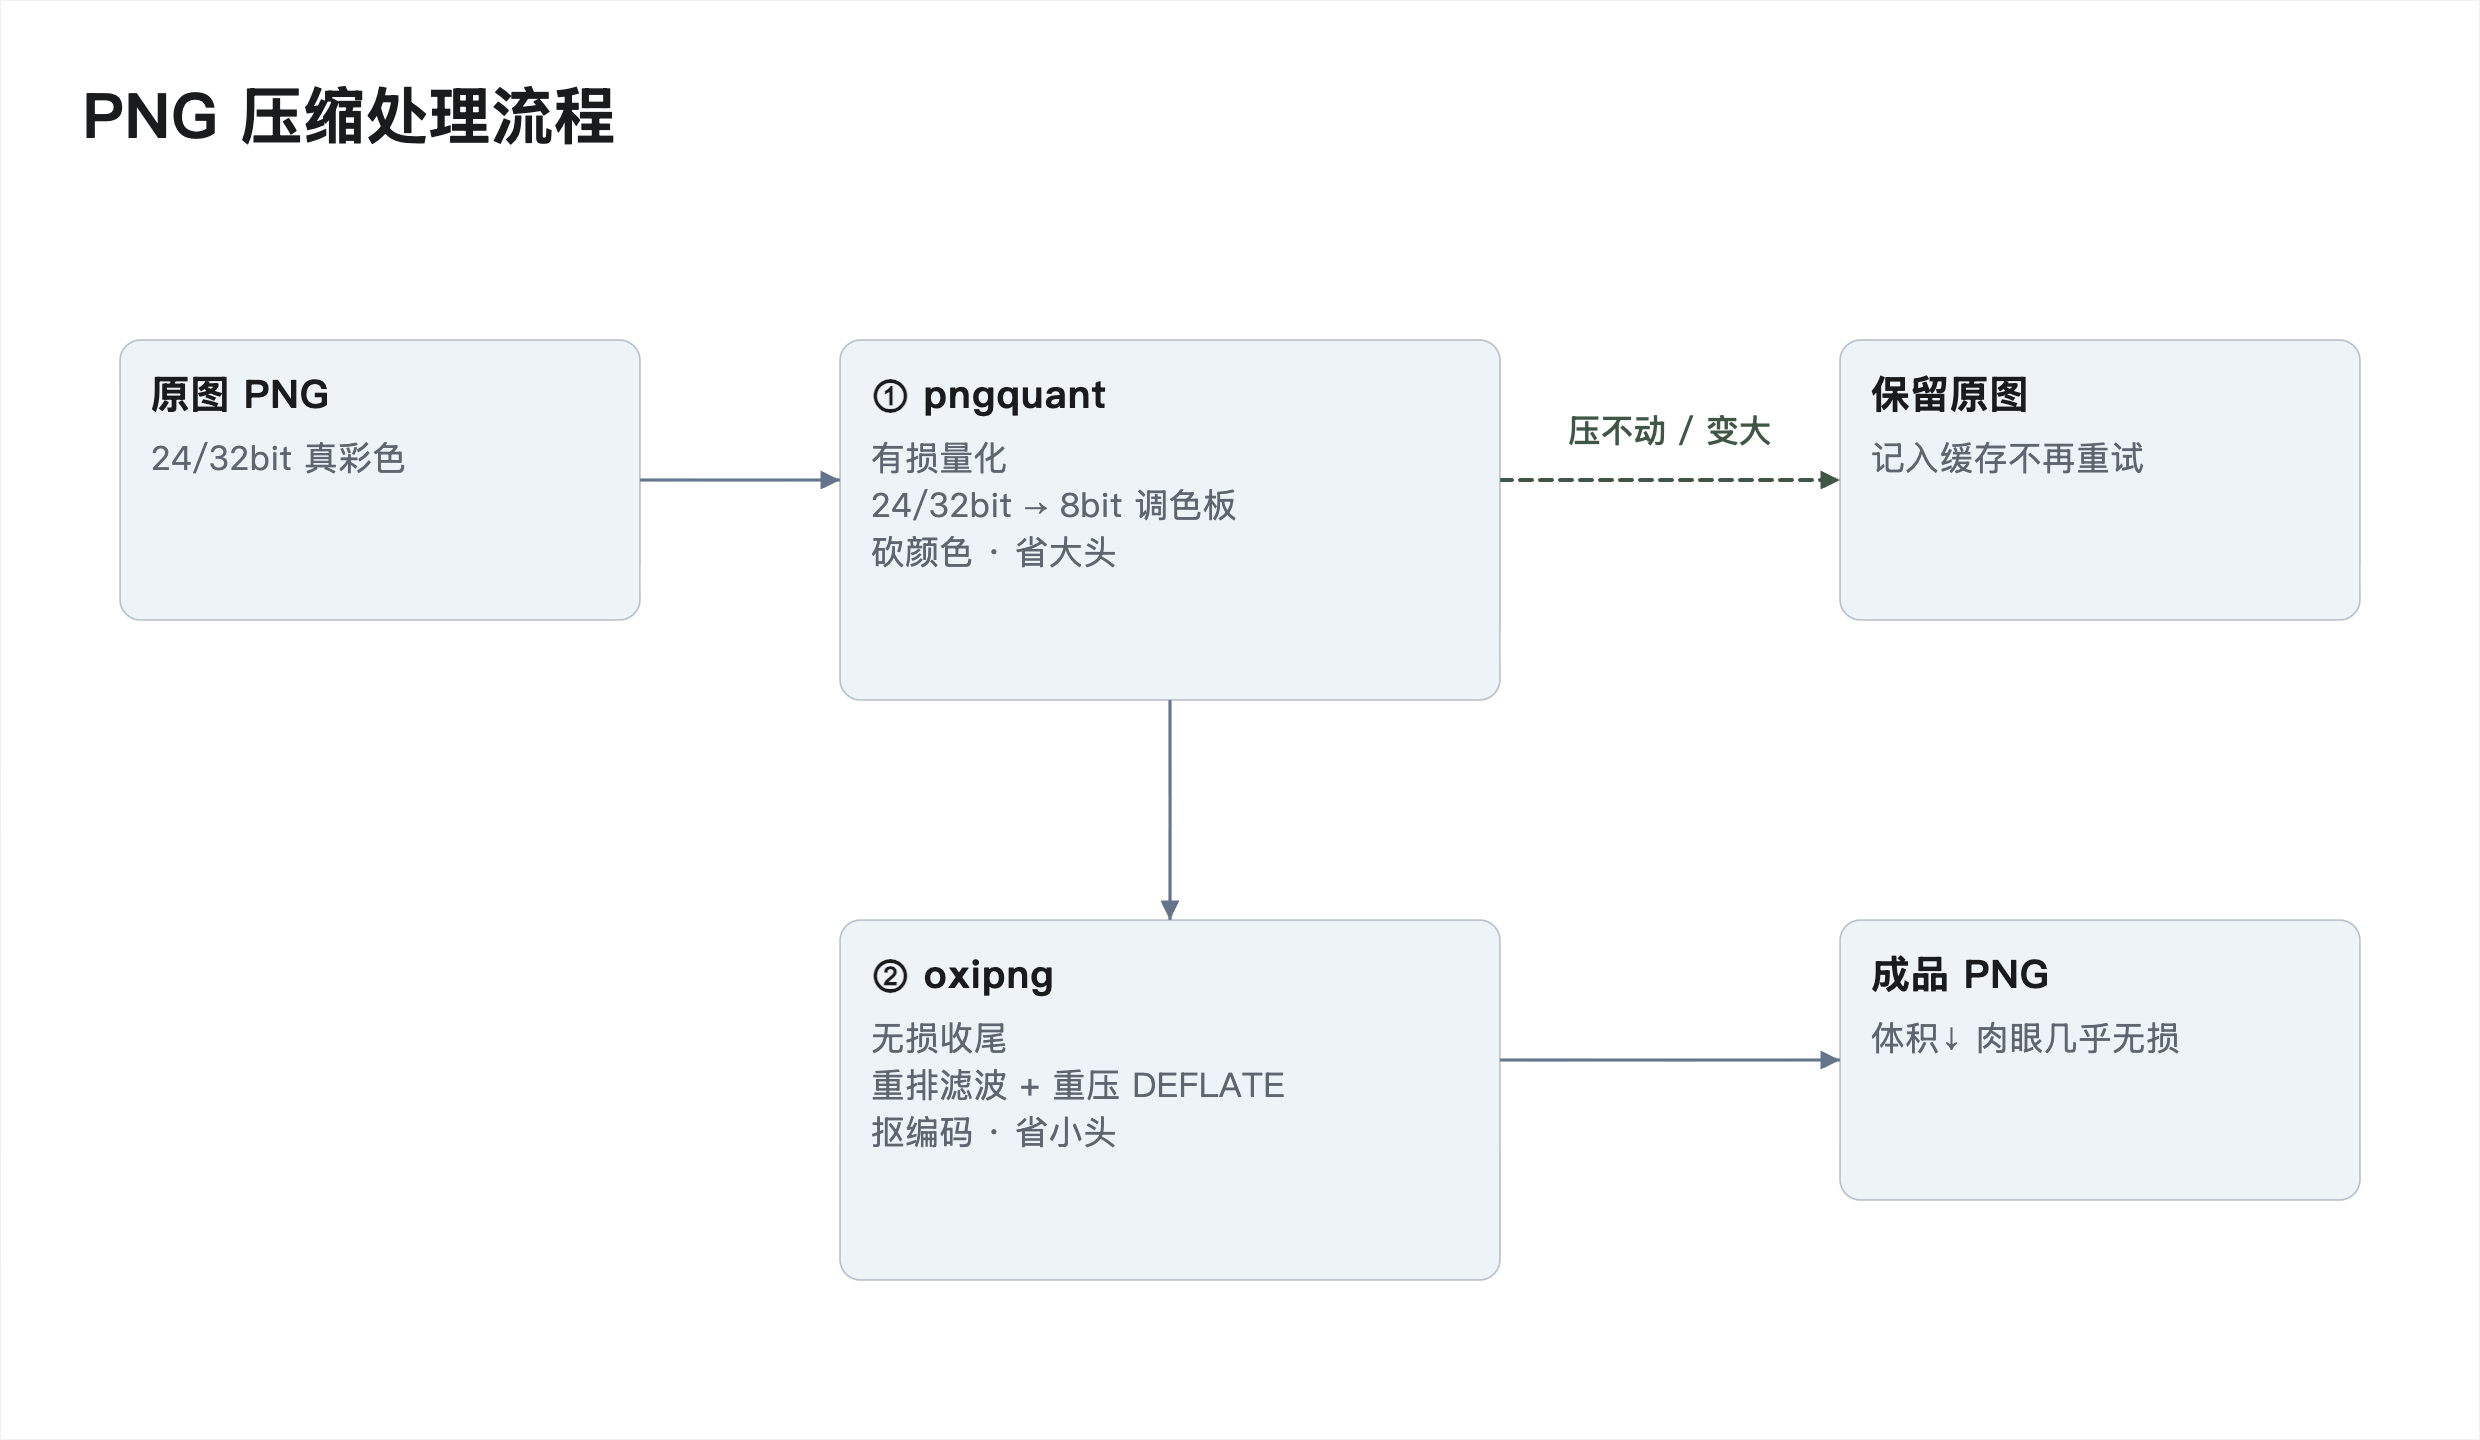 PNG 压缩处理流程
原图 PNG
24/32bit 真彩色
① pngquant
有损量化
24/32bit → 8bit 调色板
砍颜色 · 省大头
压不动 / 变大
保留原图
记入缓存不再重试
② oxipng
无损收尾
重排滤波 + 重压 DEFLATE
抠编码 · 省小头
成品 PNG
体积↓ 肉眼几乎无损